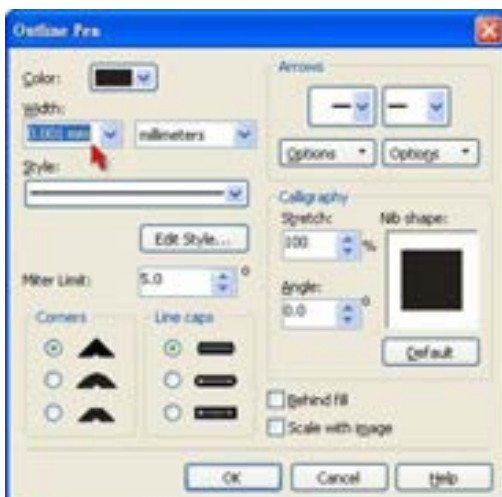 Outline Pen
Color:
Width:
0.001 mm
millimeters
Style:
Edit Style...
Miter Limit:
5.0
°
Corners
Line caps
Arrows
Options
Options
Calligraphy
Stretch:
100
%
Nib shape:
Angle:
0.0
°
Default
Behind fill
Scale with image
OK
Cancel
Help